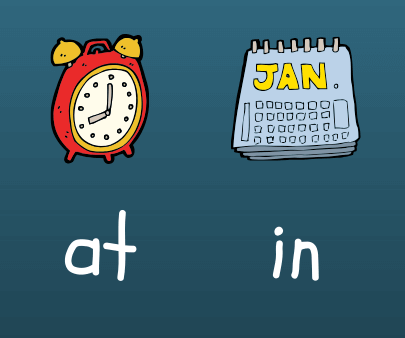 JAN.
at in